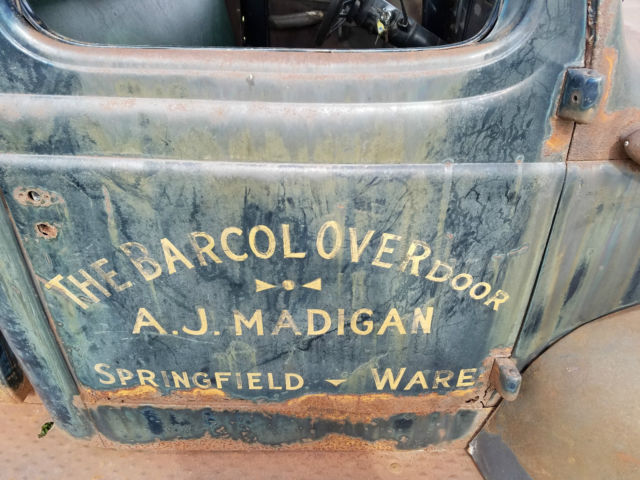 THE BARCOL OVERDOOR
A.J. MADIGAN
SPRINGFIELD - WARE